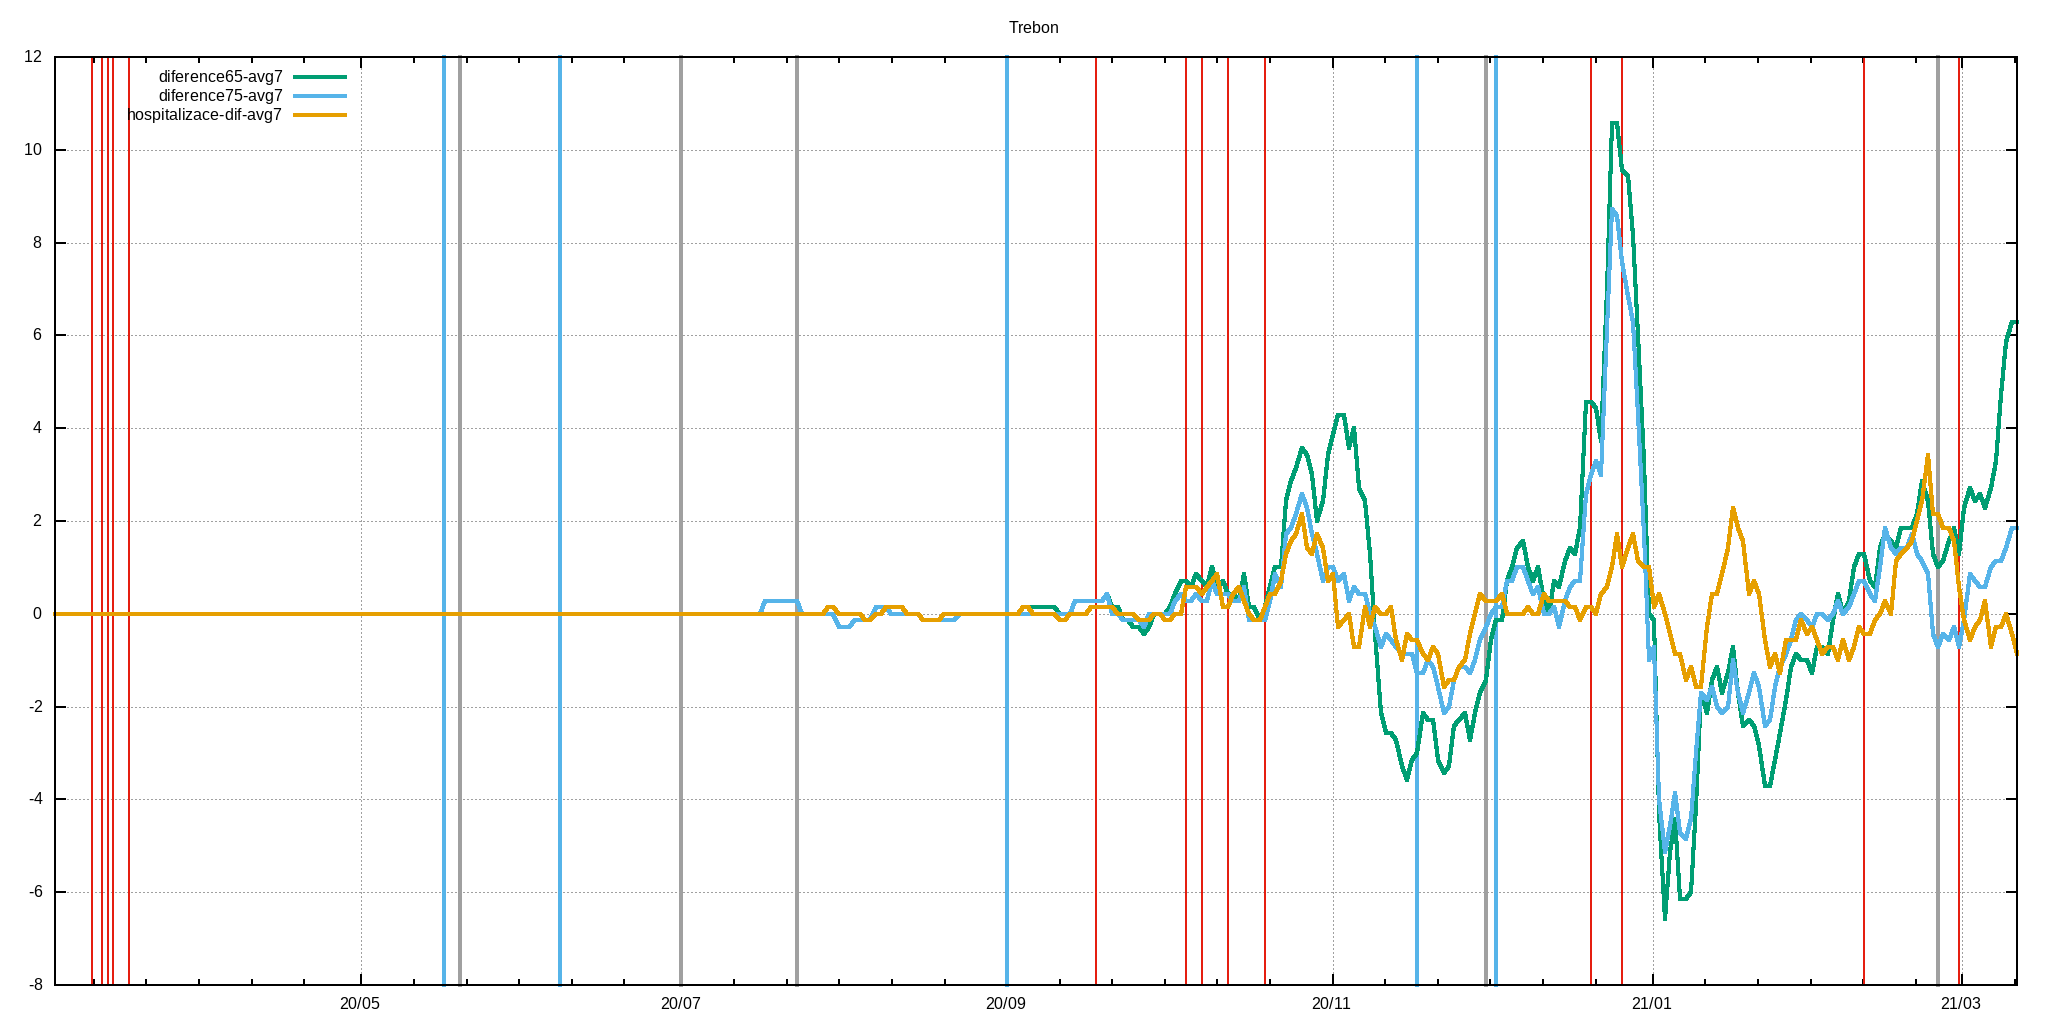 Trebon
12
diference65-avg7
diference75-avg7
hospitalizace-dif-avg7
10
8
6
4
2
0
-2
-4
-6
-8
20/05 20/07 20/09 20/11 21/01 21/03